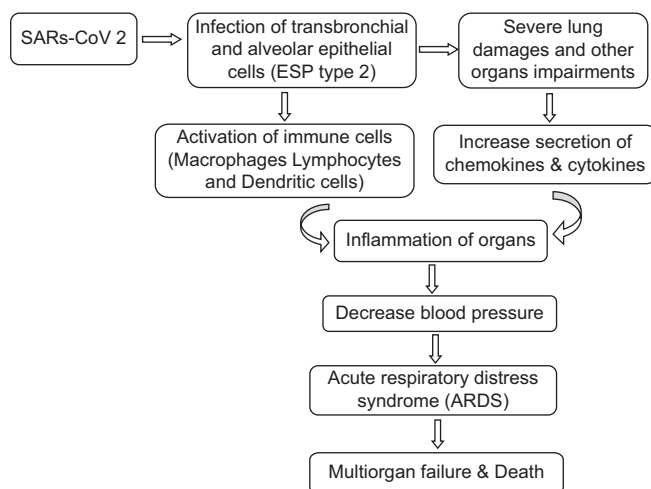 SARs-CoV 2
Infection of transbronchial
and alveolar epithelial
cells (ESP type 2)
Severe lung
damages and other
organs impairments
Activation of immune cells
(Macrophages Lymphocytes
and Dendritic cells)
Increase secretion of
chemokines & cytokines
Inflammation of organs
Decrease blood pressure
Acute respiratory distress
syndrome (ARDS)
Multiorgan failure & Death